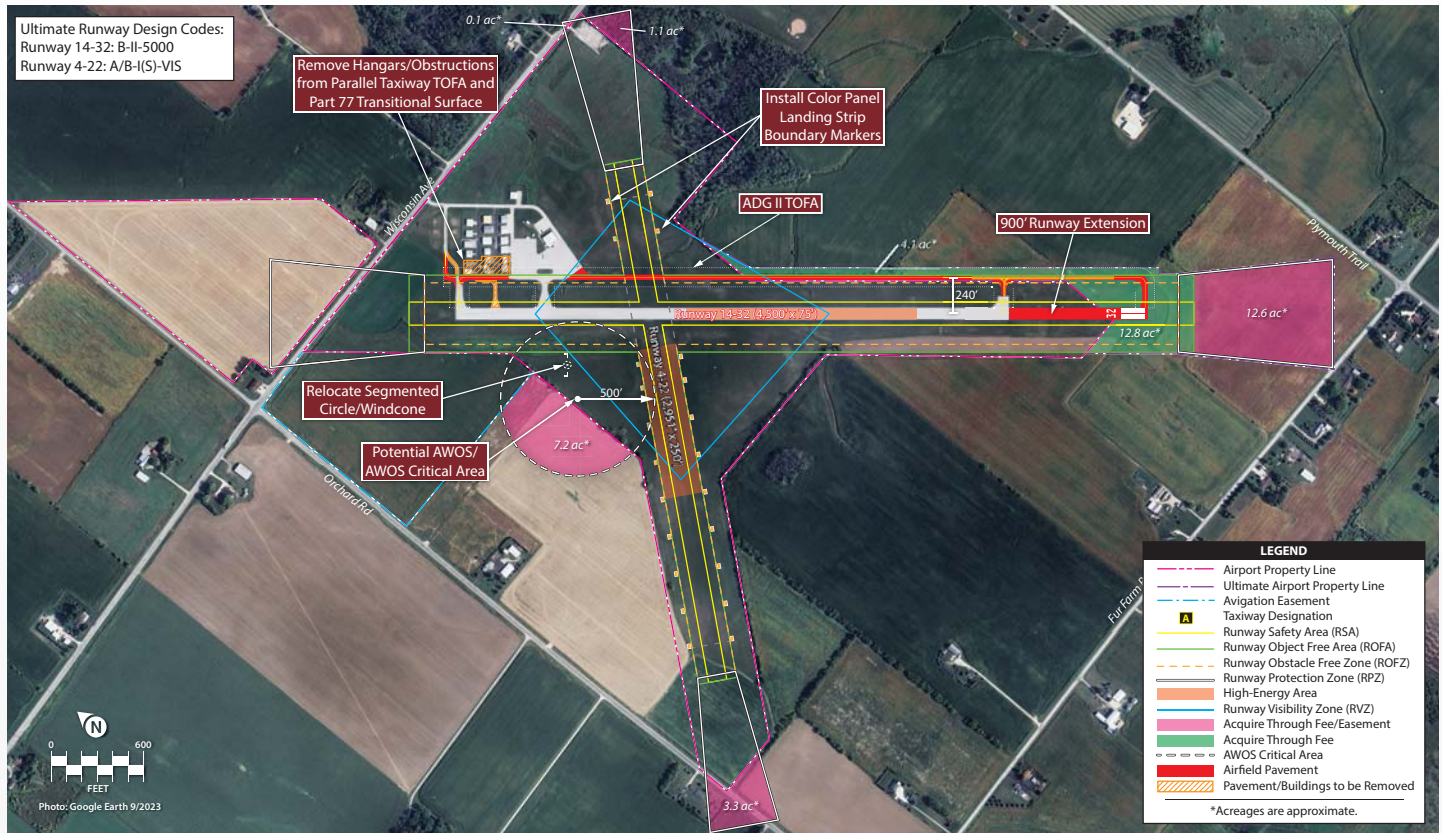 Ultimate Runway Design Codes:
Runway 14-32: B-II-5000
Runway 4-22: A/B-I(S)-VIS
0.1 ac*
1.1 ac*
Remove Hangars/Obstructions
from Parallel Taxiway TOFA and
Part 77 Transitional Surface
Install Color Panel
Landing Strip
Boundary Markers
Wisconsin Ave
ADG II TOFA
900' Runway Extension
Plymouth Trail
4.1 ac*
240'
Runway 14-32 (4,500' x 75')
32
12.8 ac*
12.6 ac*
Runway 4-22 (2,951' x 250')
Relocate Segmented
Circle/Windcone
500'
7.2 ac*
Potential AWOS/
AWOS Critical Area
Orchard Rd
Fur Farm
3.3 ac*
N
0 600
FEET
Photo: Google Earth 9/2023
LEGEND
Airport Property Line
Ultimate Airport Property Line
Avigation Easement
A Taxiway Designation
Runway Safety Area (RSA)
Runway Object Free Area (ROFA)
Runway Obstacle Free Zone (ROFZ)
Runway Protection Zone (RPZ)
High-Energy Area
Runway Visibility Zone (RVZ)
Acquire Through Fee/Easement
Acquire Through Fee
AWOS Critical Area
Airfield Pavement
Pavement/Buildings to be Removed
*Acreages are approximate.